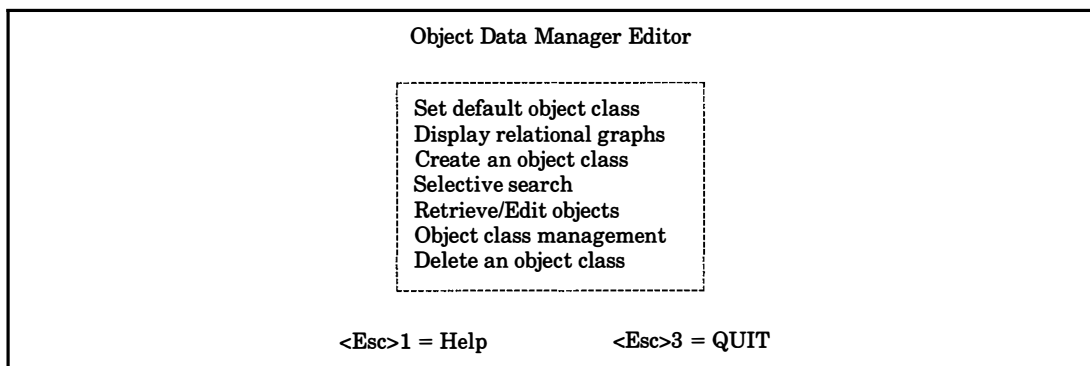 Object Data Manager Editor
Set default object class
Display relational graphs
Create an object class
Selective search
Retrieve/Edit objects
Object class management
Delete an object class
<Esc>1 = Help <Esc>3 = QUIT